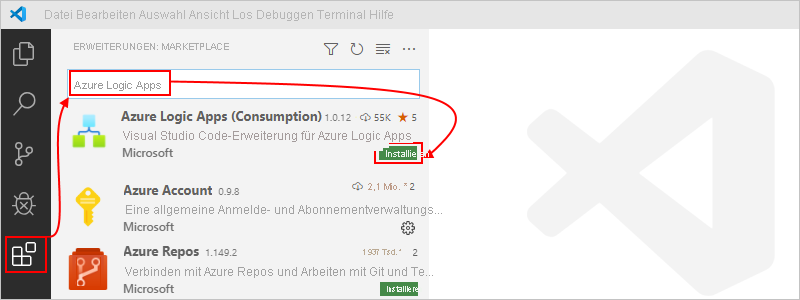 Datei Bearbeiten Auswahl Ansicht Los Debuggen Terminal Hilfe
ERWEITERUNGEN: MARKETPLACE
Azure Logic Apps
Azure Logic Apps (Consumption) 1.0.12 55K ★ 5
Visual Studio Code-Erweiterung für Azure Logic Apps
Microsoft Installieren
Azure Account 0.9.8 2,1 Mio. * 2
Eine allgemeine Anmelde- und Abonnementverwaltungs...
Microsoft
Azure Repos 1.149.2 1937 Tsd.* 2
Verbinden mit Azure Repos und Arbeiten mit Git und Te...
Microsoft Installiere